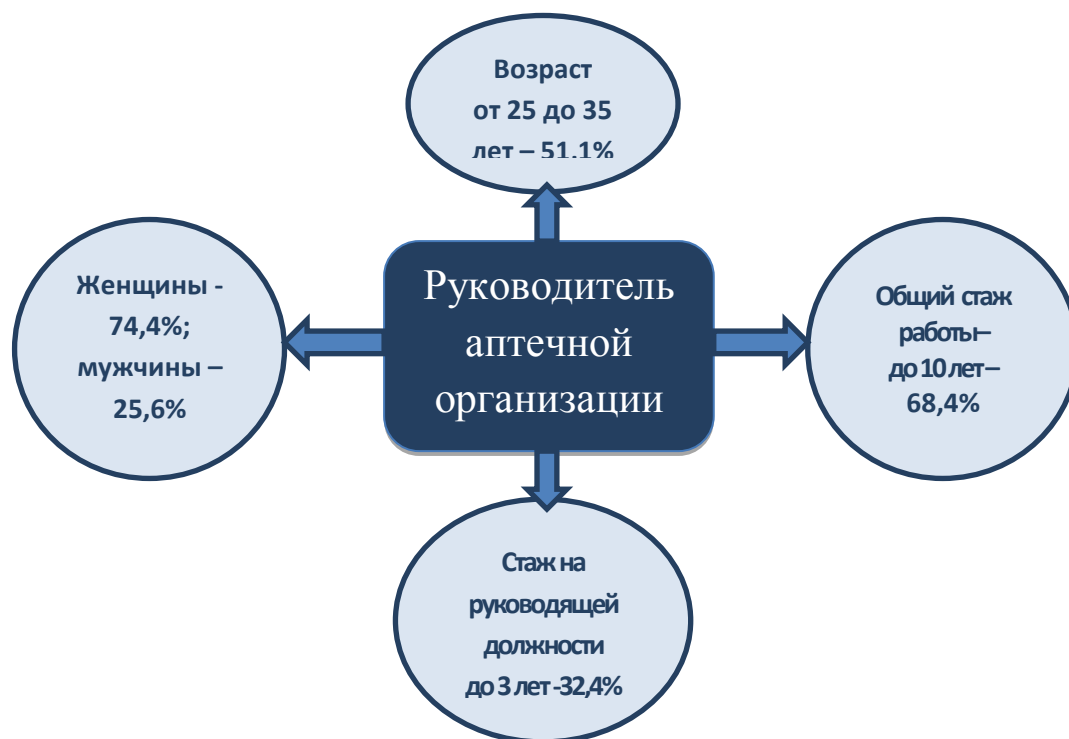 Возраст
от 25 до 35
лет – 51,1%
Женщины -
74,4%;
мужчины –
25,6%
Руководитель
аптечной
организации
Общий стаж
работы–
до 10 лет –
68,4%
Стаж на
руководящей
должности
до 3 лет -32,4%